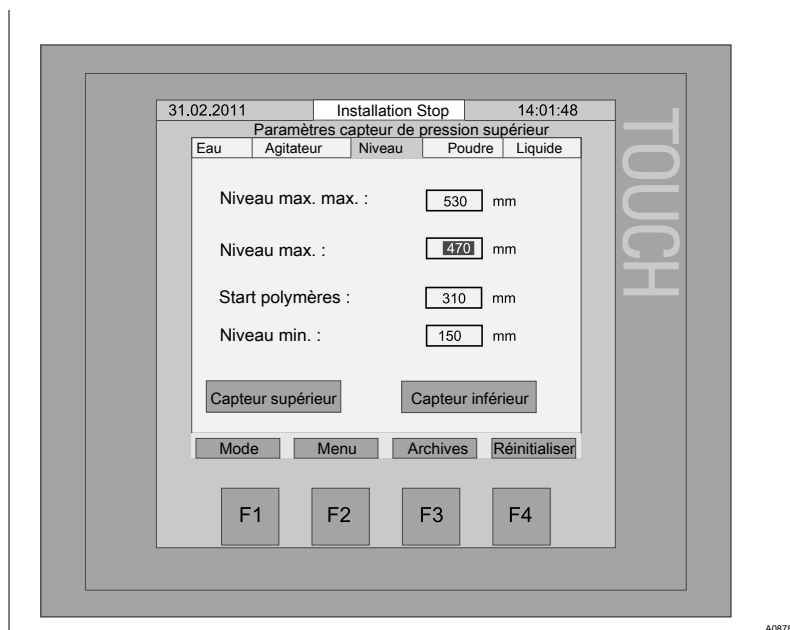 31.02.2011 Installation Stop 14:01:48
Paramètres capteur de pression supérieur
Eau Agitateur Niveau Poudre Liquide
Niveau max. max. : 530 mm
Niveau max. : 470 mm
Start polymères : 310 mm
Niveau min. : 150 mm
Capteur supérieur Capteur inférieur
Mode Menu Archives Réinitialiser
F1 F2 F3 F4
TOUCH
A0878